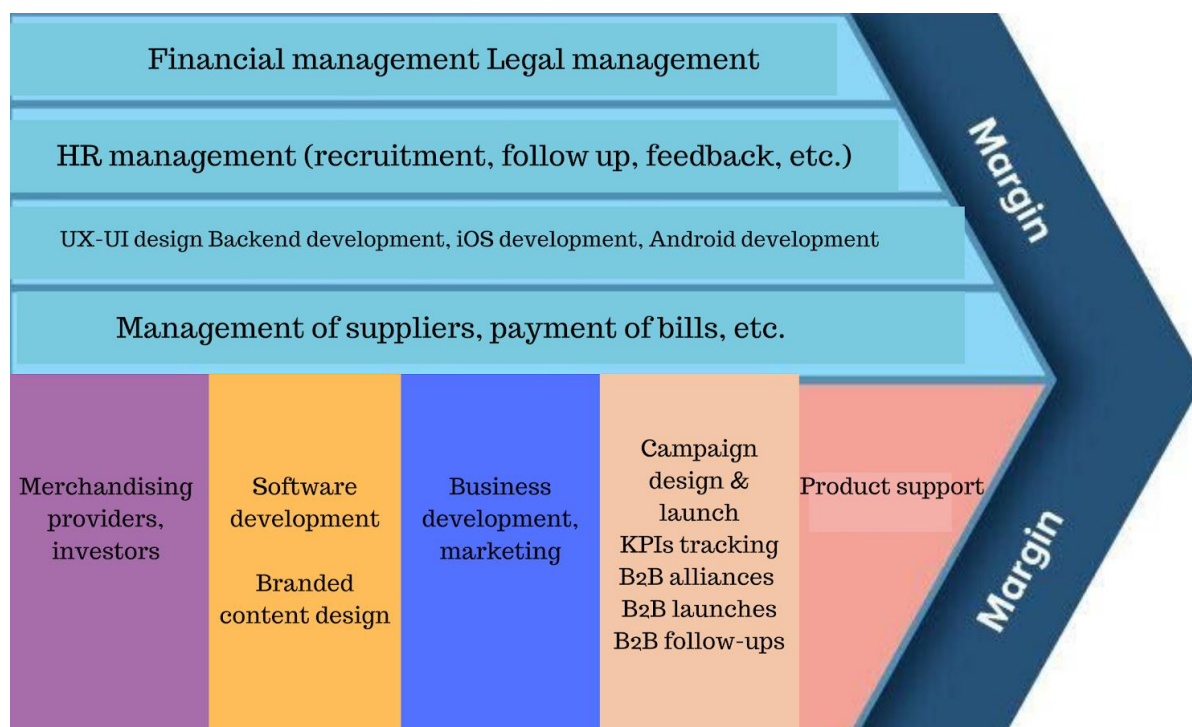 Financial management Legal management
HR management (recruitment, follow up, feedback, etc.)
UX-UI design Backend development, iOS development, Android development
Management of suppliers, payment of bills, etc.
Margin
Merchandising
providers,
investors
Software
development
Branded
content design
Business
development,
marketing
Campaign
design &
launch
KPIs tracking
B2B alliances
B2B launches
B2B follow-ups
Product support
Margin